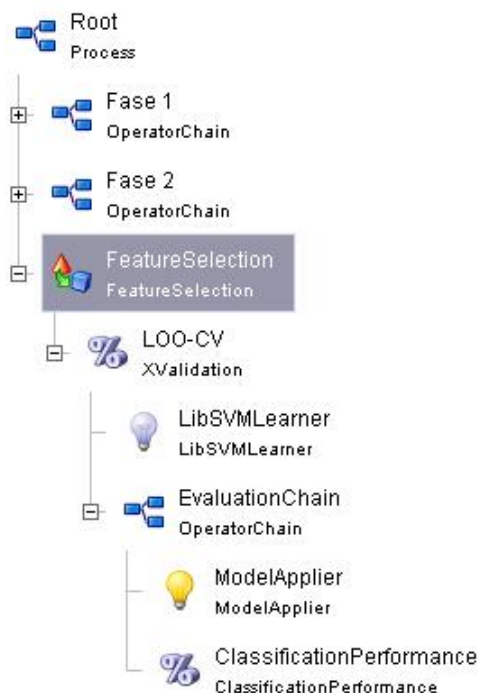 Root
Process
Fase 1
OperatorChain
Fase 2
OperatorChain
FeatureSelection
FeatureSelection
LOO-CV
XValidation
LibSVMLearner
LibSVMLearner
EvaluationChain
OperatorChain
ModelApplier
ModelApplier
ClassificationPerformance
ClassificationPerformance